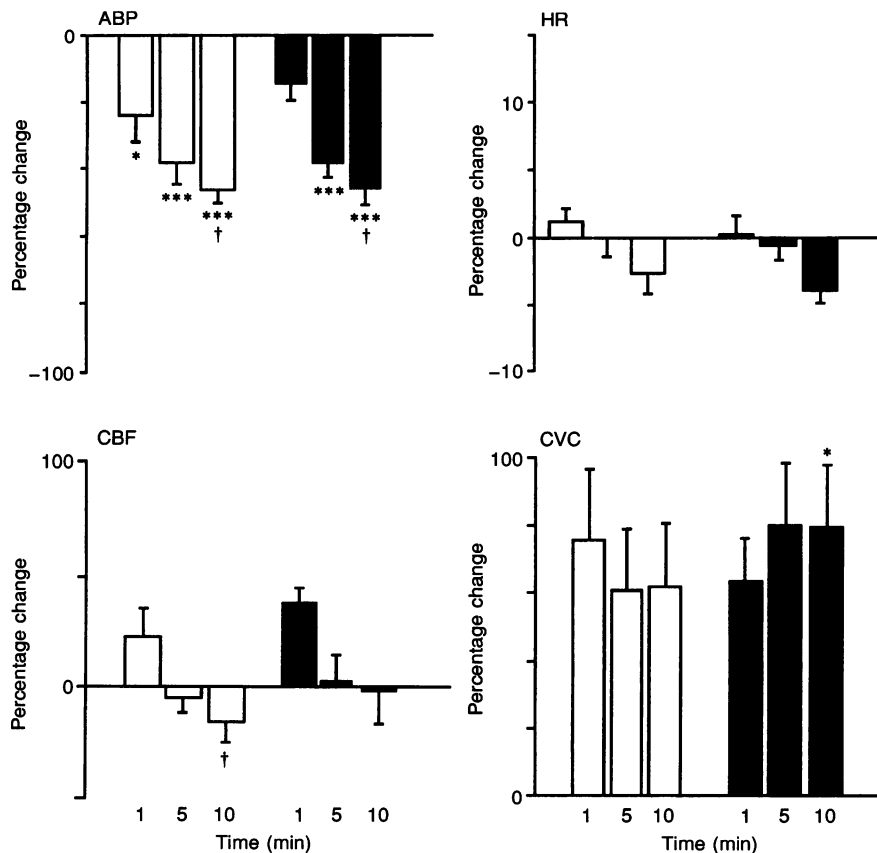 ABP
0
Percentage change
-100
*
***
***
†
***
***
†
HR
10
0
-10
Percentage change
CBF
100
0
Percentage change
†
1 5 10 1 5 10
Time (min)
CVC
100
0
Percentage change
*
1 5 10 1 5 10
Time (min)